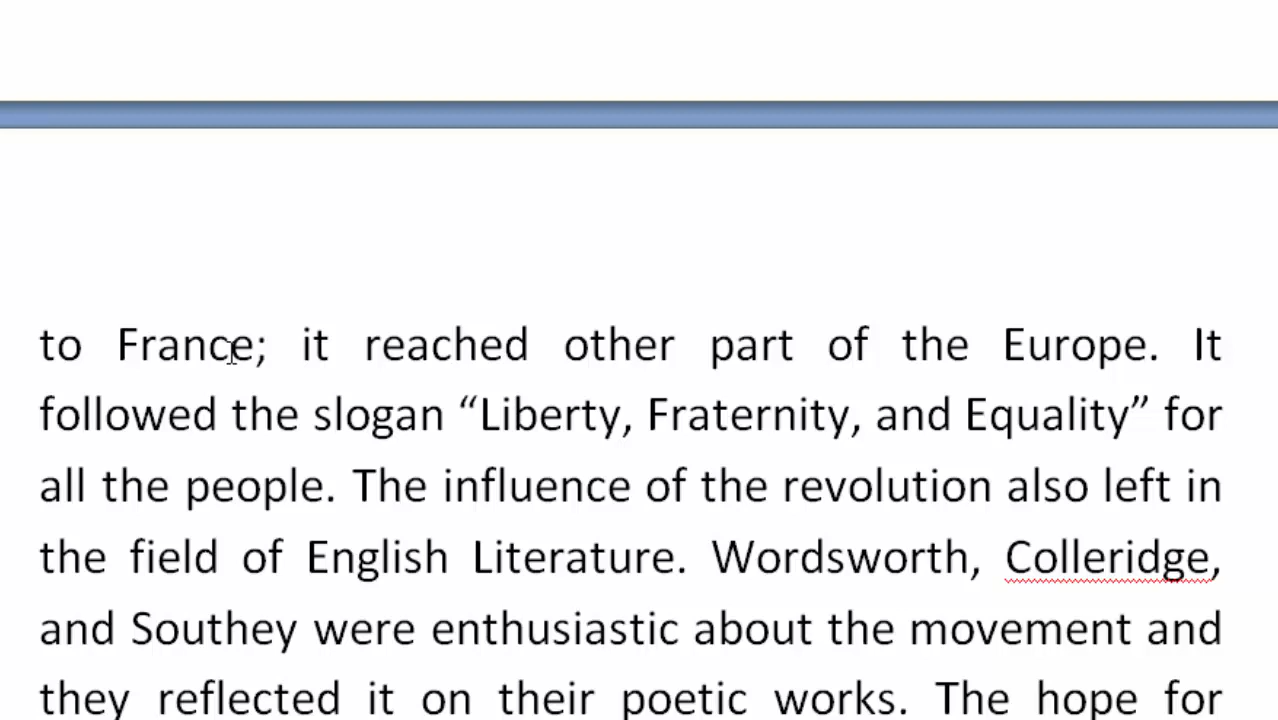 to France; it reached other part of the Europe. It
followed the slogan “Liberty, Fraternity, and Equality” for
all the people. The influence of the revolution also left in
the field of English Literature. Wordsworth, Colleridge,
and Southey were enthusiastic about the movement and
they reflected it on their poetic works. The hope for